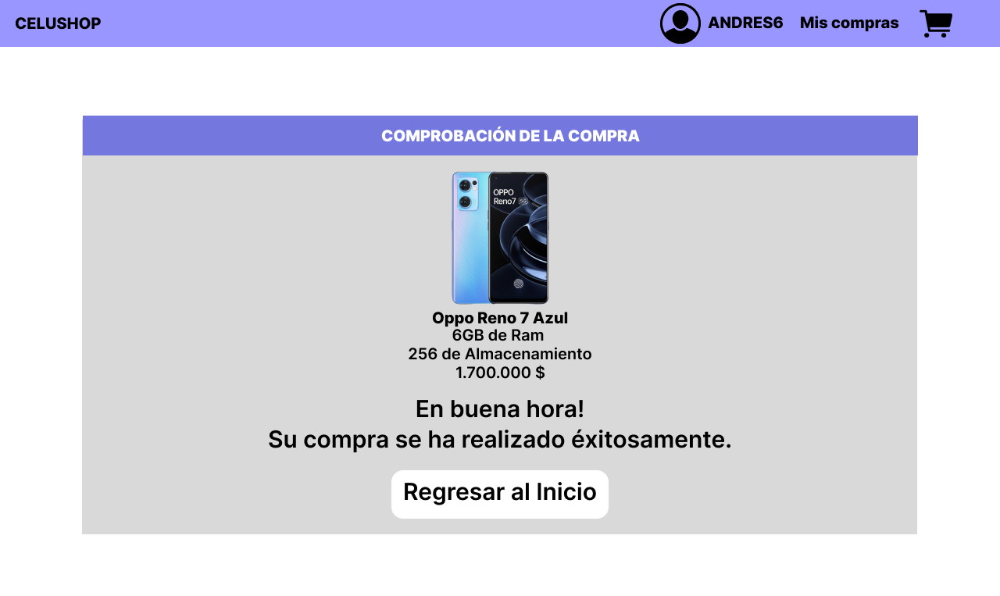 CELUSHOP
ANDRES6
Mis compras
COMPROBACIÓN DE LA COMPRA
OPPO
Reno7 5G
Oppo Reno 7 Azul
6GB de Ram
256 de Almacenamiento
1.700.000 $
En buena hora!
Su compra se ha realizado éxitosamente.
Regresar al Inicio